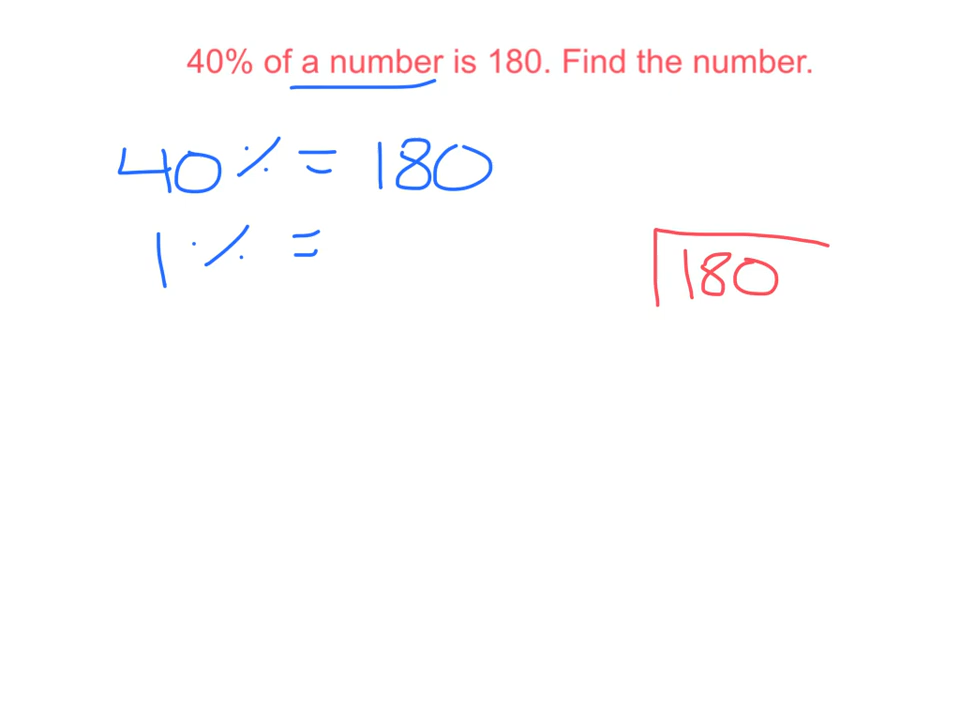 40% of a number is 180. Find the number.
40% = 180
1% =
180